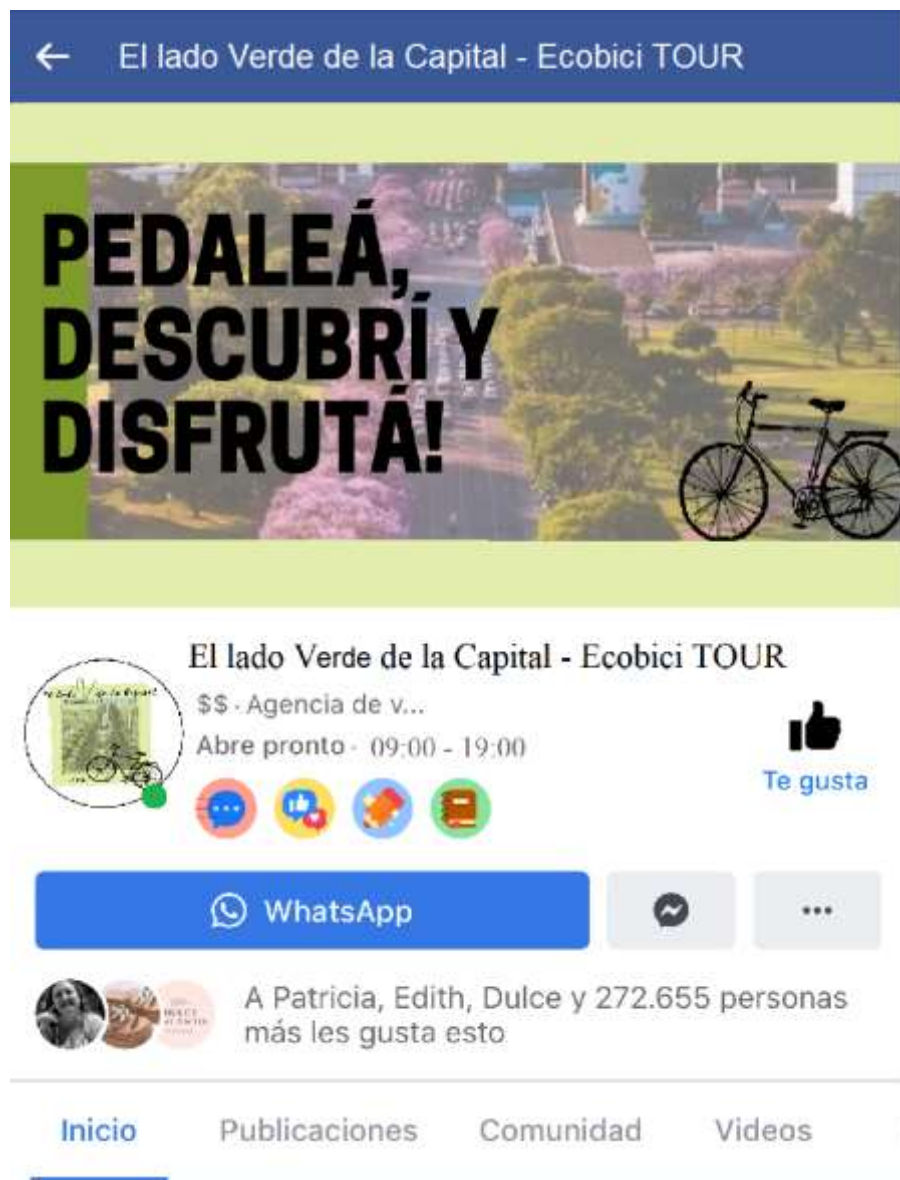 El lado Verde de la Capital - Ecobici TOUR
PEDALEÁ,
DESCUBRÍ Y
DISFRUTÁ!
El lado Verde de la Capital - Ecobici TOUR
$$ · Agencia de v...
Abre pronto · 09:00 - 19:00
Te gusta
WhatsApp
A Patricia, Edith, Dulce y 272.655 personas
más les gusta esto
Inicio Publicaciones Comunidad Videos